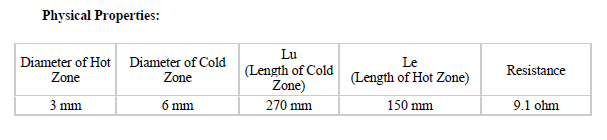 Physical Properties:
Diameter of Hot
Zone
Diameter of Cold
Zone
Lu
(Length of Cold
Zone)
Le
(Length of Hot Zone)
Resistance
3 mm
6 mm
270 mm
150 mm
9.1 ohm